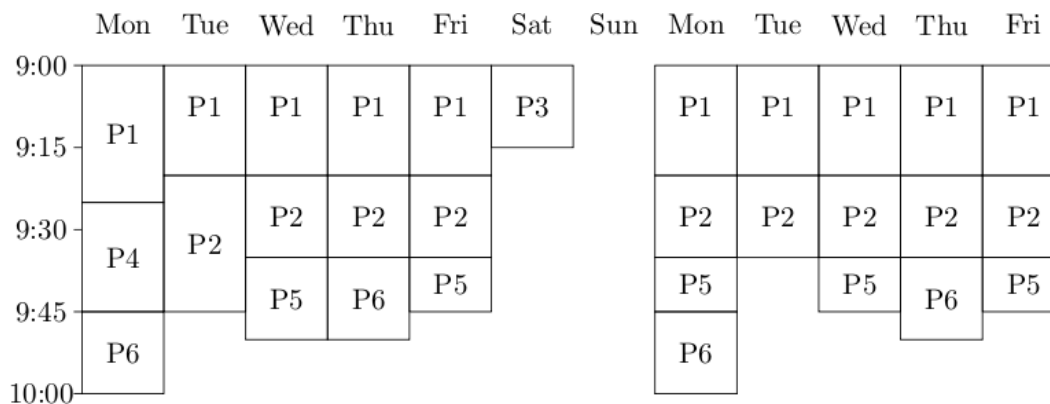 Mon Tue Wed Thu Fri Sat Sun Mon Tue Wed Thu Fri
9:00
P1 P1 P1 P1 P3 P1 P1 P1 P1 P1
P1
9:15
P2 P2 P2 P2 P2 P2 P2 P2
9:30
P2
P4
P5 P5 P5 P5
P5 P6 P6
9:45
P6 P6
10:00